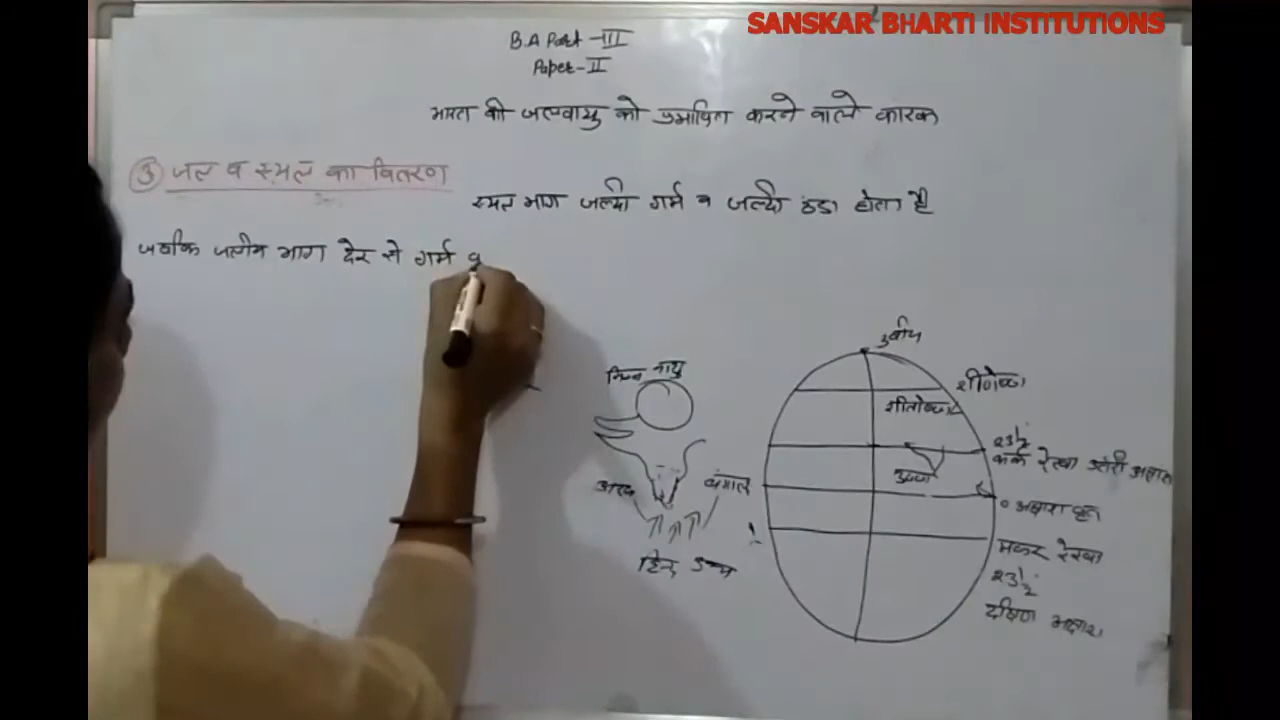 SANSKAR BHARTI INSTITUTIONS
B.A Part-III
Paper-II
भारत की जलवायु को प्रभावित करने वाले कारक
③ जल व स्थल का वितरण
स्थल भाग जल्दी गर्म व जल्दी ठंडा होता है
जबकि जलीय भाग देर से गर्म व
ध्रुवीय
निम्न वायु
शीतोष्ण
शीतोष्ण
23½
कर्क रेखा उत्तरी अक्षांश
उष्ण
अरब
बंगाल
0 अक्षांश वृत
मकर रेखा
हिन्द
23½
दक्षिण अक्षांश